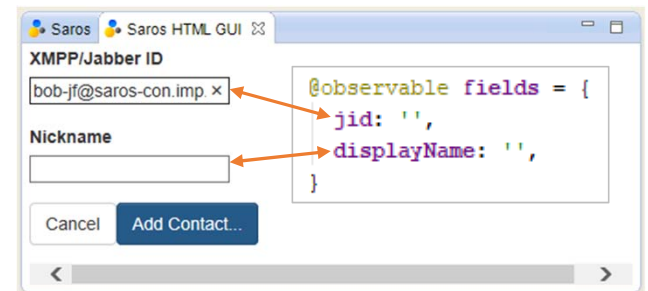 Saros Saros HTML GUI
XMPP/Jabber ID
bob-jf@saros-con.imp.
Nickname
Cancel Add Contact...
@observable fields = {
jid: '',
displayName: '',
}